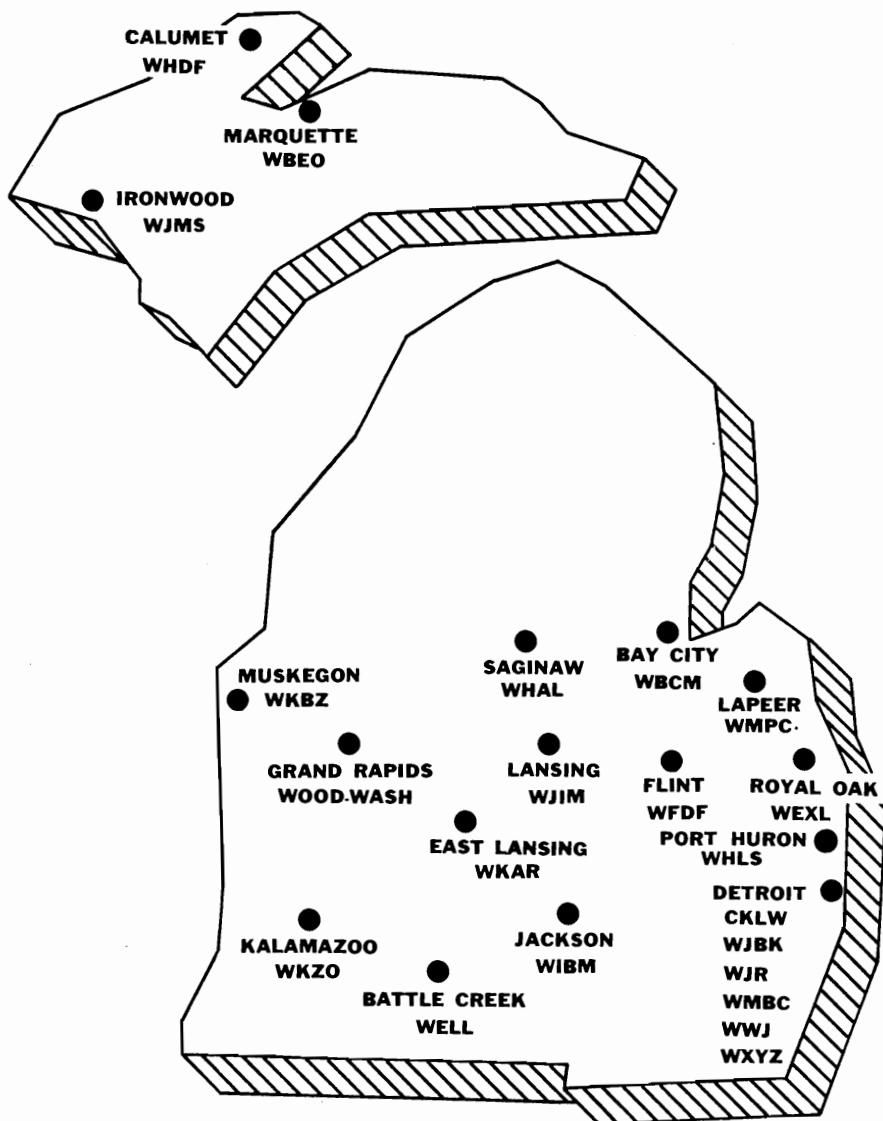 CALUMET
WHDF
MARQUETTE
WBEO
IRONWOOD
WJMS
BAY CITY
WBCM
SAGINAW
WHAL
MUSKEGON
WKBZ
LAPEER
WMPC.
GRAND RAPIDS
WOOD-WASH
LANSING
WJIM
FLINT
WFDF
ROYAL OAK
WEXL
PORT HURON
WHLS
EAST LANSING
WKAR
DETROIT
CKLW
WJBK
WJR
WMBC
WWJ
WXYZ
KALAMAZOO
WKZO
JACKSON
WIBM
BATTLE CREEK
WELL